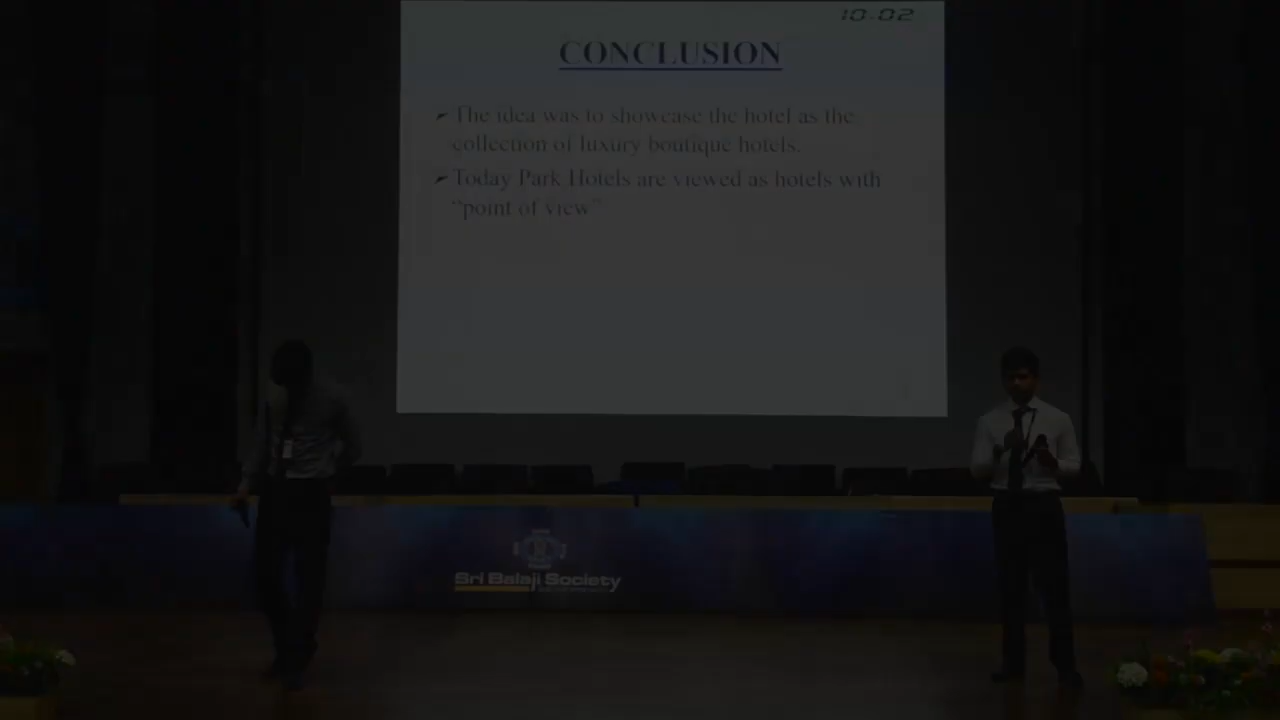 10.02
CONCLUSION
➢ The idea was to showcase the hotel as the
collection of luxury boutique hotels.
➢ Today Park Hotels are viewed as hotels with
“point of view”
Sri Balaji Society